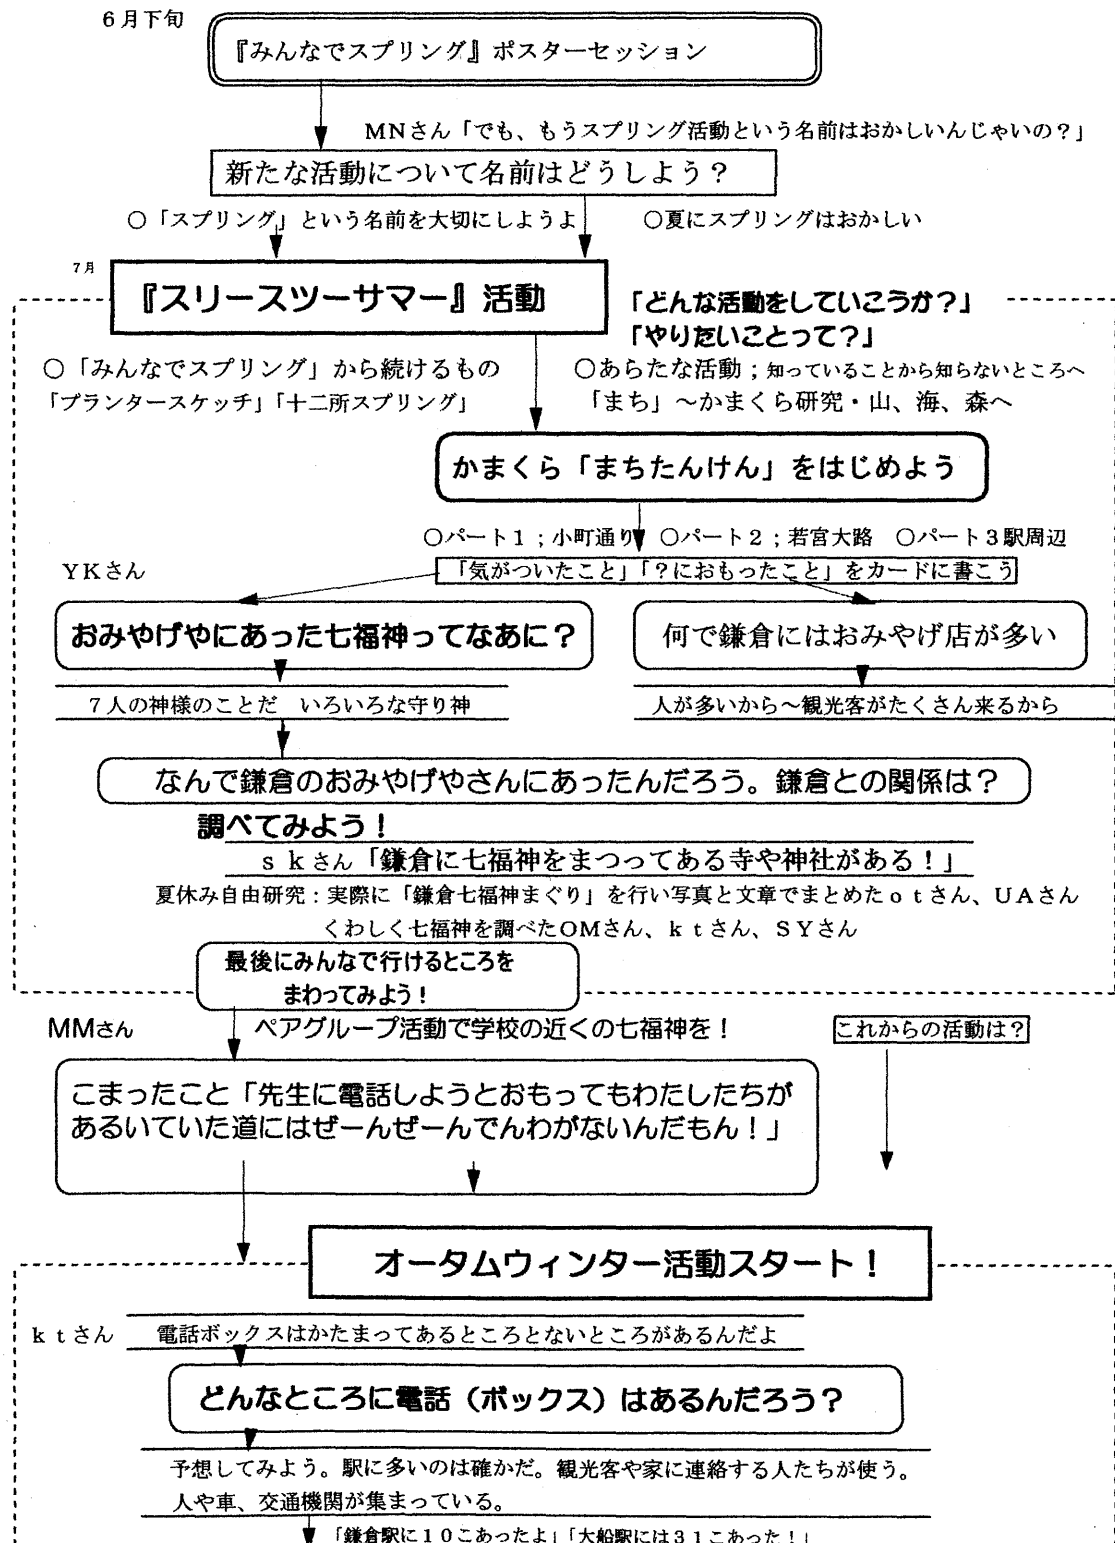 6月下旬
『みんなでスプリング』ポスターセッション
MNさん「でも、もうスプリング活動という名前はおかしいんじゃいの？」
新たな活動について名前はどうしよう？
○「スプリング」という名前を大切にしようよ
○夏にスプリングはおかしい
7月
『スリースツーサマー』活動
「どんな活動をしていこうか？」
「やりたいことって？」
○「みんなでスプリング」から続けるもの
「プランタースケッチ」「十二所スプリング」
○あらたな活動；知っていることから知らないところへ
「まち」～かまくら研究・山、海、森へ
かまくら「まちたんけん」をはじめよう
○パート1；小町通り ○パート2；若宮大路 ○パート3駅周辺
「気がついたこと」「？におもったこと」をカードに書こう
YKさん
おみやげやにあった七福神ってなあに？
何で鎌倉にはおみやげ店が多い
7人の神様のことだ いろいろな守り神
人が多いから～観光客がたくさん来るから
なんで鎌倉のおみやげやさんにあったんだろう。鎌倉との関係は？
調べてみよう！
skさん「鎌倉に七福神をまつってある寺や神社がある！」
夏休み自由研究：実際に「鎌倉七福神まぐり」を行い写真と文章でまとめたotさん、UAさん
くわしく七福神を調べたOMさん、ktさん、SYさん
最後にみんなで行けるところを
まわってみよう！
MMさん
ペアグループ活動で学校の近くの七福神を！
これからの活動は？
こまったこと「先生に電話しようとおもってもわたしたちが
あるいていた道にはぜーんぜーんでんわがないんだもん！」
オータムウィンター活動スタート！
ktさん
電話ボックスはかたまってあるところとないところがあるんだよ
どんなところに電話（ボックス）はあるんだろう？
予想してみよう。駅に多いのは確かだ。観光客や家に連絡する人たちが使う。
人や車、交通機関が集まっている。
「鎌倉駅に10こあったよ」「大船駅には31こあった！」